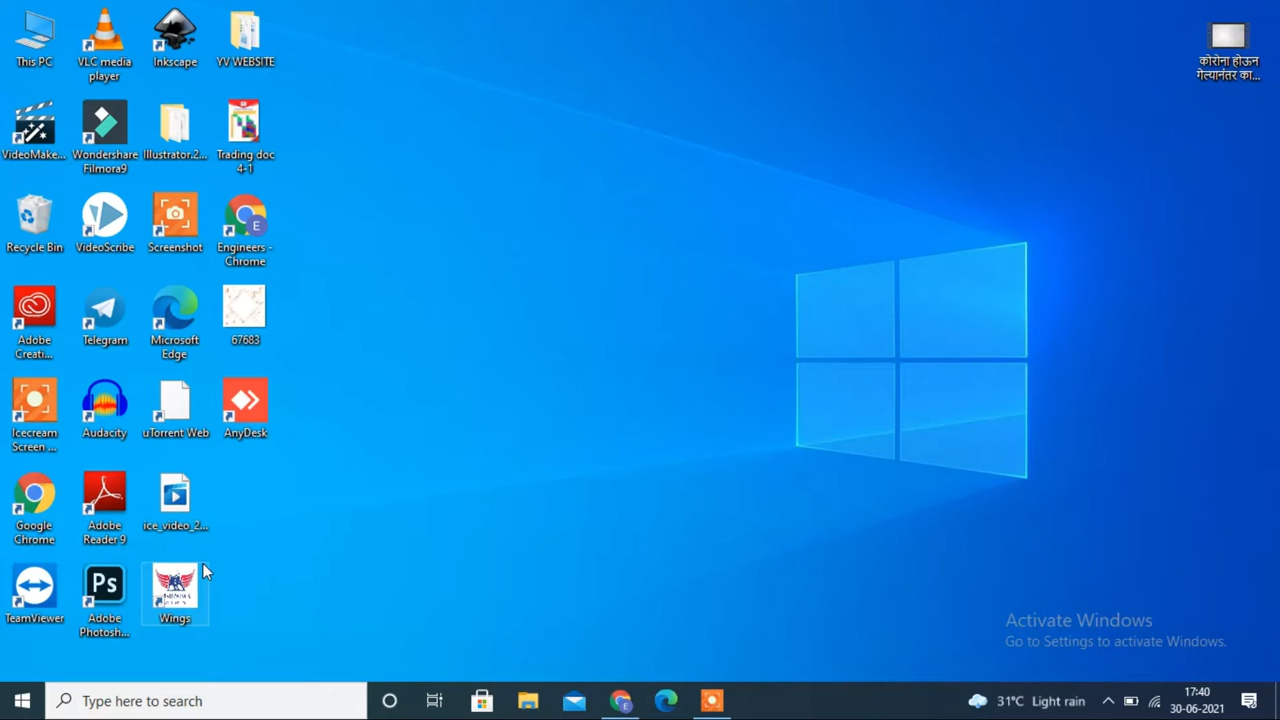 This PC
VLC media
player
Inkscape
YV WEBSITE
कोरोना होऊन
गेल्यानंतर का...
VideoMake...
Wondershare
Filmora9
Illustrator.2...
Trading doc
4-1
Recycle Bin
VideoScribe
Screenshot
Engineers -
Chrome
E
Adobe
Creati...
Telegram
Microsoft
Edge
67683
Icecream
Screen ...
Audacity
uTorrent Web
AnyDesk
Google
Chrome
Adobe
Reader 9
ice_video_2...
TeamViewer
Ps
Adobe
Photosh...
Wings
Activate Windows
Go to Settings to activate Windows.
Type here to search
31°C Light rain
17:40
30-06-2021